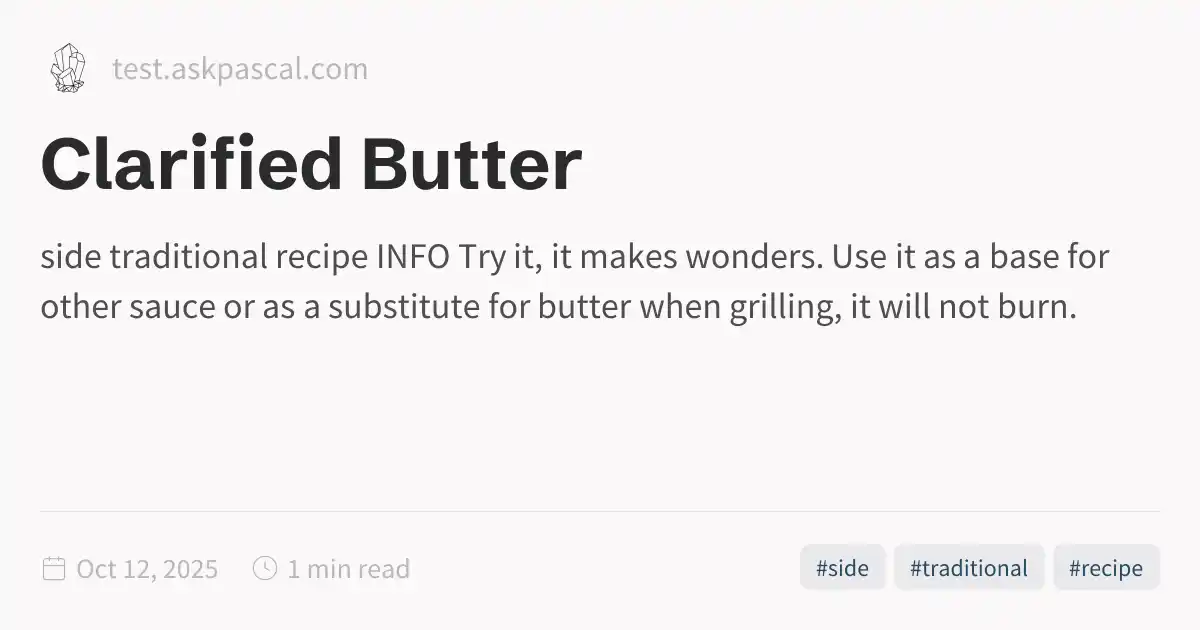 test.askpascal.com
Clarified Butter
side traditional recipe INFO Try it, it makes wonders. Use it as a base for
other sauce or as a substitute for butter when grilling, it will not burn.
Oct 12, 2025 1 min read #side #traditional #recipe